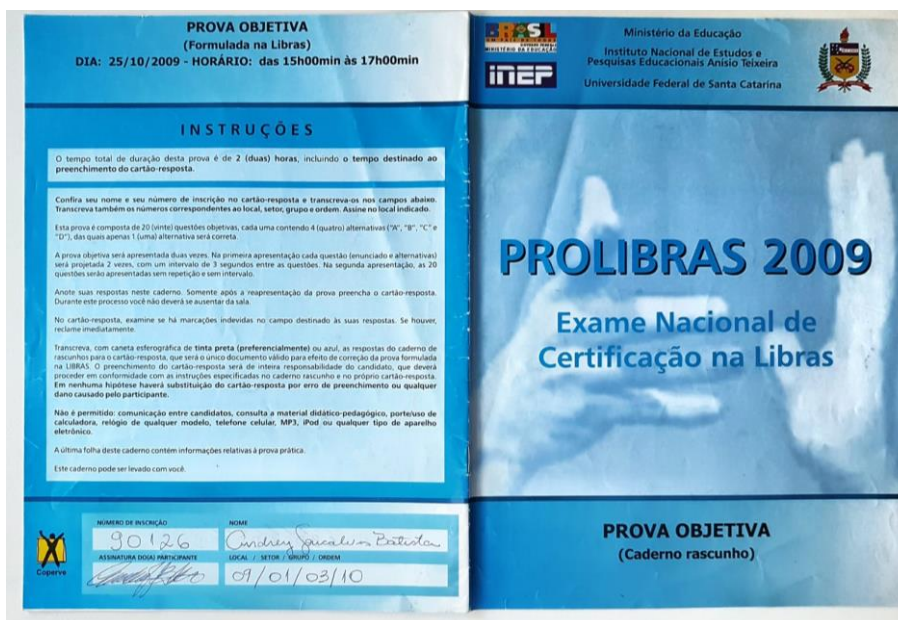 PROVA OBJETIVA
(Formulada na Libras)
DIA: 25/10/2009 - HORÁRIO: das 15h00min às 17h00min
INSTRUÇÕES
O tempo total de duração desta prova é de 2 (duas) horas, incluindo o tempo destinado ao
preenchimento do cartão-resposta.
Confira seu nome e seu número de inscrição no cartão-resposta e transcreva-os nos campos abaixo.
Transcreva também os números correspondentes ao local, setor, grupo e ordem. Assine no local indicado.
Esta prova é composta de 20 (vinte) questões objetivas, cada uma contendo 4 (quatro) alternativas ("A", "B", "C" e
"D"), das quais apenas 1 (uma) alternativa será correta.
A prova objetiva será apresentada duas vezes. Na primeira apresentação cada questão (enunciado e alternativas)
será projetada 2 vezes, com um intervalo de 3 segundos entre as questões. Na segunda apresentação, as 20
questões serão apresentadas sem repetição e sem intervalo.
Anote suas respostas neste caderno. Somente após a reapresentação da prova preencha o cartão-resposta.
Durante este processo você não deverá se ausentar da sala.
No cartão-resposta, examine se há marcações indevidas no campo destinado às suas respostas. Se houver,
reclame imediatamente.
Transcreva, com caneta esferográfica de tinta preta (preferencialmente) ou azul, as respostas do caderno de
rascunhos para o cartão-resposta, que será o único documento válido para efeito de correção da prova formulada
na LIBRAS. O preenchimento do cartão-resposta será de inteira responsabilidade do candidato, que deverá
proceder em conformidade com as instruções especificadas no caderno rascunho e no próprio cartão-resposta.
Em nenhuma hipótese haverá substituição do cartão-resposta por erro de preenchimento ou qualquer
dano causado pelo participante.
Não é permitido: comunicação entre candidatos, consulta a material didático-pedagógico, porte/uso de
calculadora, relógio de qualquer modelo, telefone celular, MP3, iPod ou qualquer tipo de aparelho
eletrônico.
A última folha deste caderno contém informações relativas à prova prática.
Este caderno pode ser levado com você.
Coperve
NÚMERO DE INSCRIÇÃO
90126
NOME
Andrey Gonçalves Batista
ASSINATURA DO(A) PARTICIPANTE
LOCAL / SETOR / GRUPO / ORDEM
09/01/03/10
BRASIL
MINISTÉRIO DA EDUCAÇÃO
INEP
Ministério da Educação
Instituto Nacional de Estudos e
Pesquisas Educacionais Anísio Teixeira
Universidade Federal de Santa Catarina
PROLIBRAS 2009
Exame Nacional de
Certificação na Libras
PROVA OBJETIVA
(Caderno rascunho)